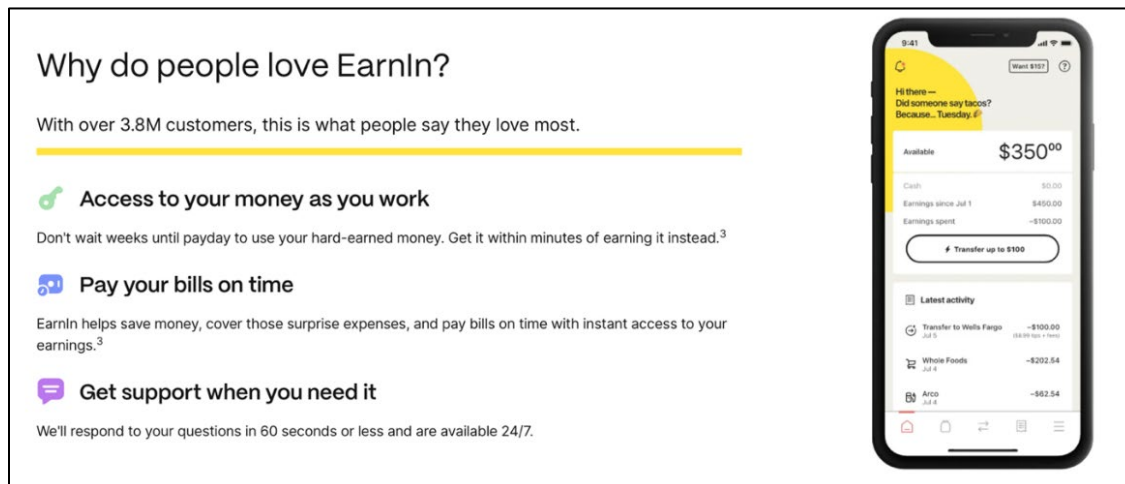 Why do people love EarnIn?
With over 3.8M customers, this is what people say they love most.
Access to your money as you work
Don't wait weeks until payday to use your hard-earned money. Get it within minutes of earning it instead.3
Pay your bills on time
EarnIn helps save money, cover those surprise expenses, and pay bills on time with instant access to your
earnings.3
Get support when you need it
We'll respond to your questions in 60 seconds or less and are available 24/7.
9:41
Want $15?
Hi there —
Did someone say tacos?
Because... Tuesday.
Available $35000
Cash $0.00
Earnings since Jul 1 $450.00
Earnings spent -$100.00
Transfer up to $100
Latest activity
Transfer to Wells Fargo -$100.00
Jul 5 tips + fees)
Whole Foods -$202.54
Jul 4
Arco -$62.54
Jul 4